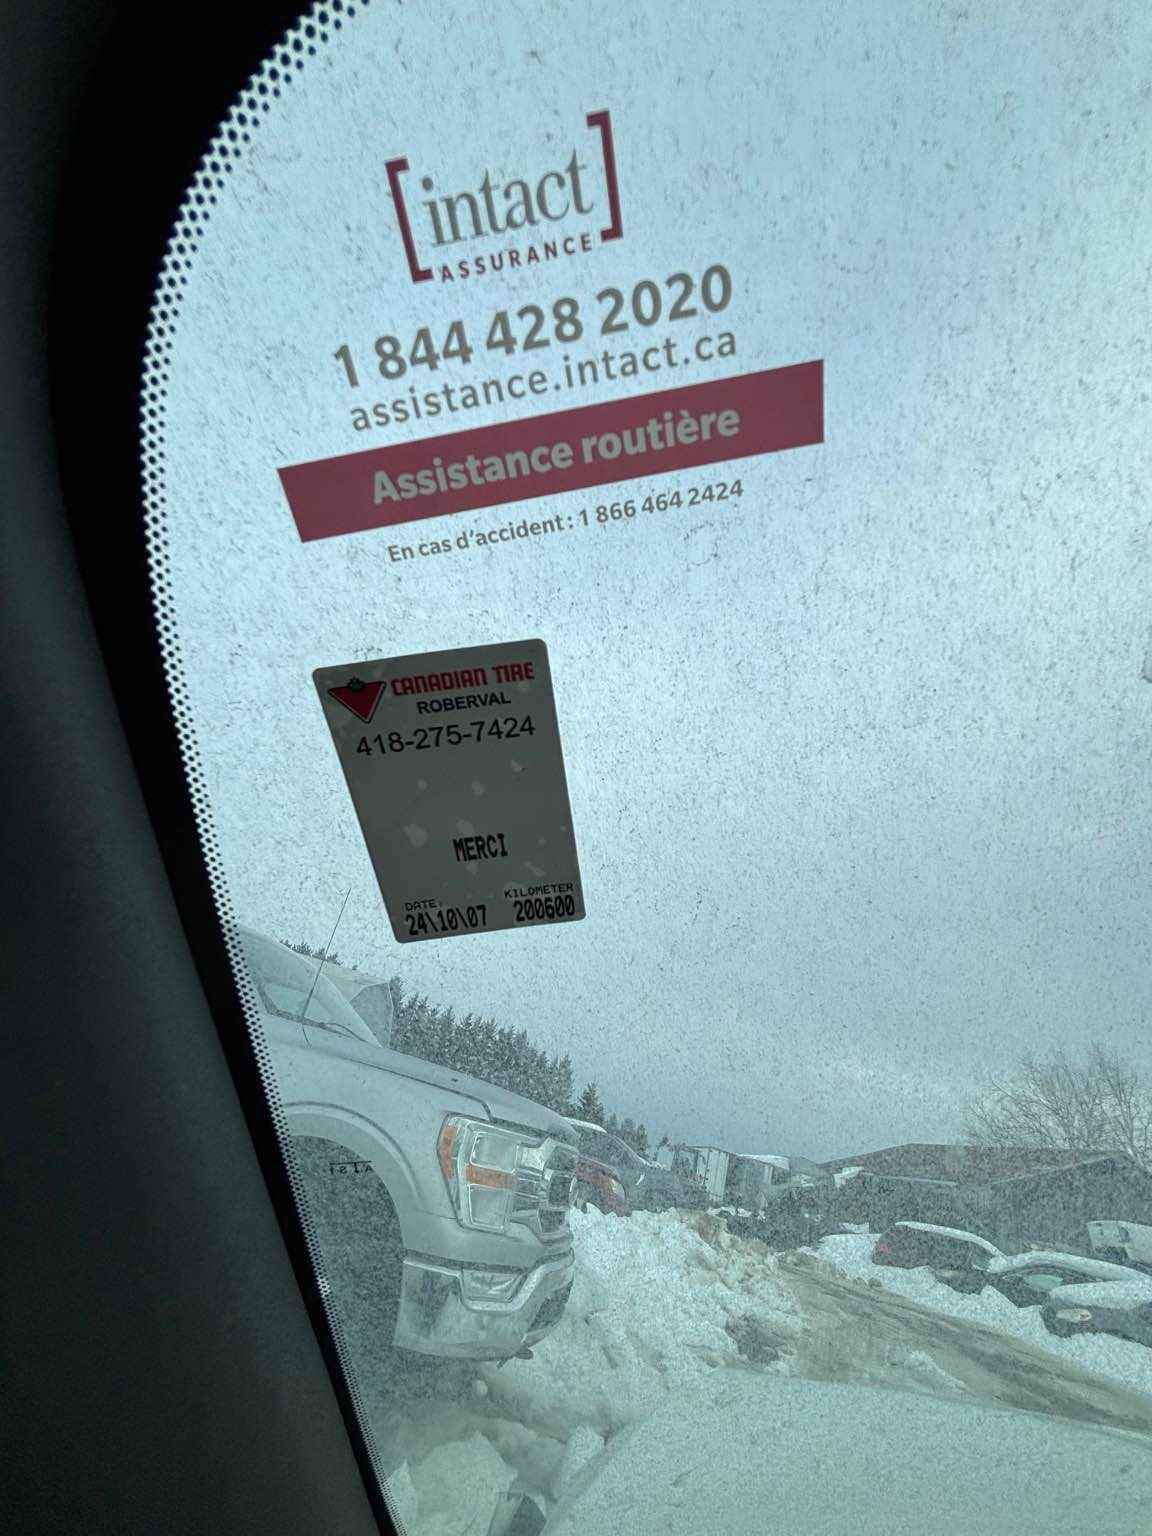 [intact]
ASSURANCE
1 844 428 2020
assistance.intact.ca
Assistance routière
En cas d'accident : 1 866 464 2424
CANADIAN TIRE
ROBERVAL
418-275-7424
MERCI
DATE: KILOMETER
24\10\07 200600